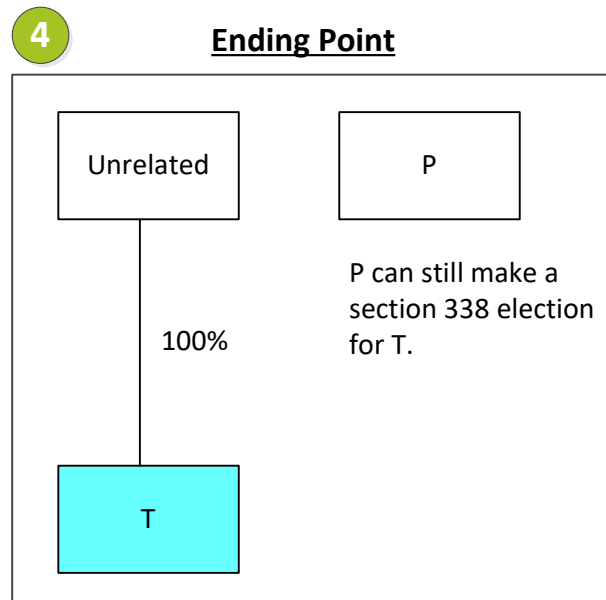 4
Ending Point
Unrelated
P
P can still make a
section 338 election
for T.
100%
T